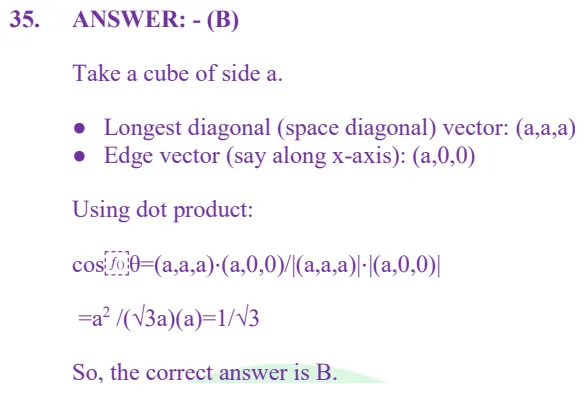 35. ANSWER: - (B)
Take a cube of side a.
● Longest diagonal (space diagonal) vector: (a,a,a)
● Edge vector (say along x-axis): (a,0,0)
Using dot product:
cos f() θ=(a,a,a)·(a,0,0)/|(a,a,a)|·|(a,0,0)|
=a² /(√3a)(a)=1/√3
So, the correct answer is B.